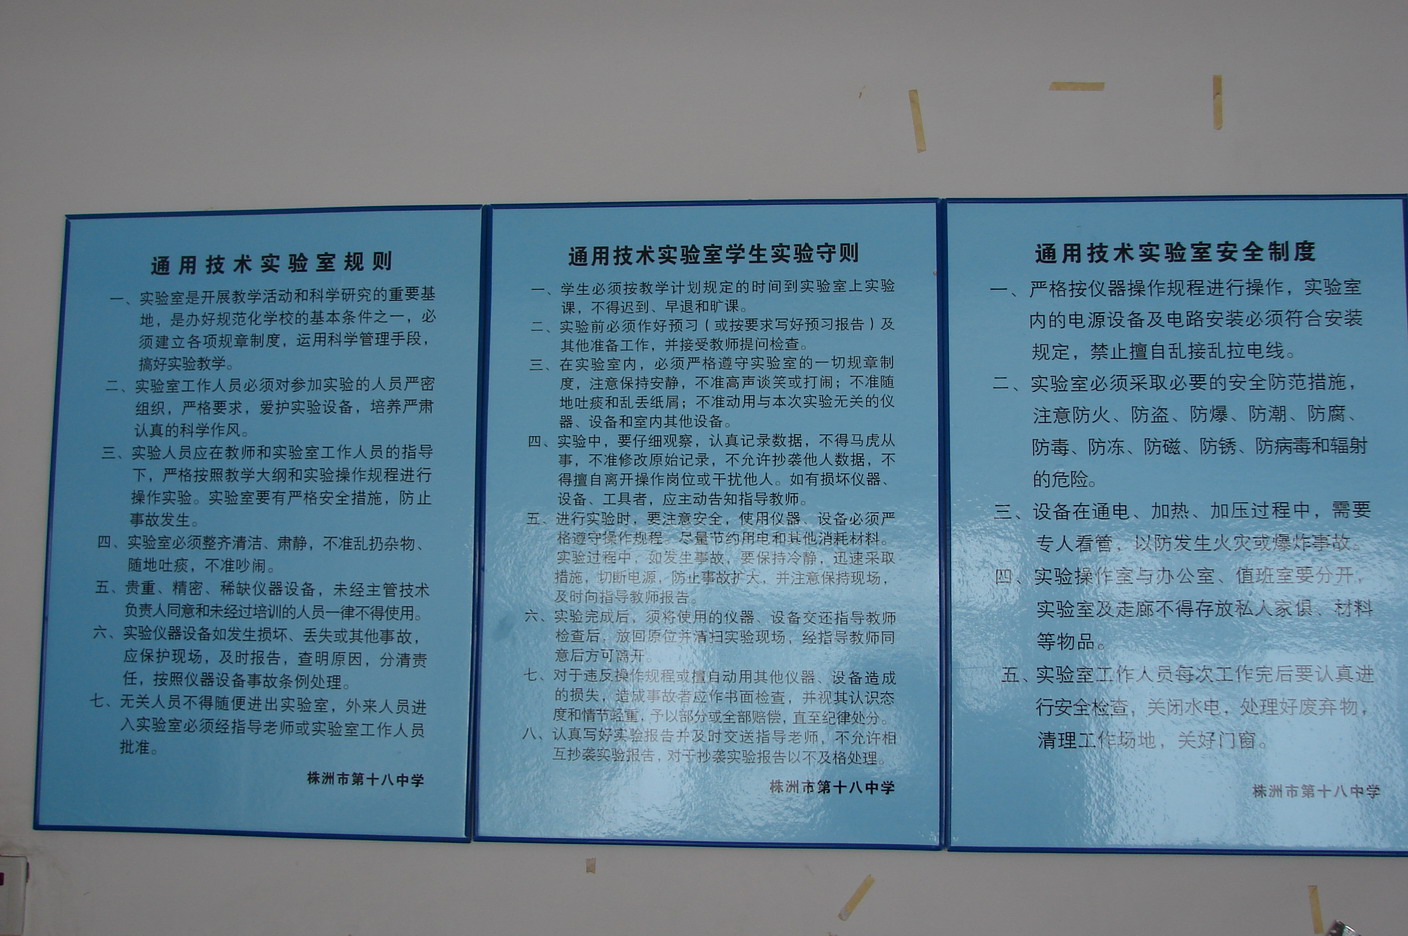 通用技术实验室规则
一、实验室是开展教学活动和科学研究的重要基
地，是办好规范化学校的基本条件之一，必
须建立各项规章制度，运用科学管理手段，
搞好实验教学。
二、实验室工作人员必须对参加实验的人员严密
组织，严格要求，爱护实验设备，培养严肃
认真的科学作风。
三、实验人员应在教师和实验室工作人员的指导
下，严格按照教学大纲和实验操作规程进行
操作实验。实验室要有严格安全措施，防止
事故发生。
四、实验室必须整齐清洁、肃静，不准乱扔杂物、
随地吐痰，不准吵闹。
五、贵重、精密、稀缺仪器设备，未经主管技术
负责人同意和未经过培训的人员一律不得使用。
六、实验仪器设备如发生损坏、丢失或其他事故，
应保护现场，及时报告，查明原因，分清责
任，按照仪器设备事故条例处理。
七、无关人员不得随便进出实验室，外来人员进
入实验室必须经指导老师或实验室工作人员
批准。
株洲市第十八中学
通用技术实验室学生实验守则
一、学生必须按教学计划规定的时间到实验室上实验
课，不得迟到、早退和旷课。
二、实验前必须作好预习（或按要求写好预习报告）及
其他准备工作，并接受教师提问检查。
三、在实验室内，必须严格遵守实验室的一切规章制
度，注意保持安静，不准高声谈笑或打闹；不准随
地吐痰和乱丢纸屑；不准动用与本次实验无关的仪
器、设备和室内其他设备。
四、实验中，要仔细观察，认真记录数据，不得马虎从
事，不准修改原始记录，不允许抄袭他人数据，不
得擅自离开操作岗位或干扰他人。如有损坏仪器、
设备、工具者，应主动告知指导教师。
五、进行实验时，要注意安全，使用仪器、设备必须严
格遵守操作规程。尽量节约用电和其他消耗材料。
实验过程中，如发生事故，要保持冷静，迅速采取
措施，切断电源，防止事故扩大，并注意保持现场，
及时向指导教师报告。
六、实验完成后，须将使用的仪器、设备交还指导教师
检查后，放回原位并清扫实验现场，经指导教师同
意后方可离开。
七、对于违反操作规程或擅自动用其他仪器、设备造成
的损失，造成事故者应作书面检查，并视其认识态
度和情节轻重，予以部分或全部赔偿，直至纪律处分。
八、认真写好实验报告并及时交送指导老师，不允许相
互抄袭实验报告，对于抄袭实验报告以不及格处理。
株洲市第十八中学
通用技术实验室安全制度
一、严格按仪器操作规程进行操作，实验室
内的电源设备及电路安装必须符合安装
规定，禁止擅自乱接乱拉电线。
二、实验室必须采取必要的安全防范措施，
注意防火、防盗、防爆、防潮、防腐、
防毒、防冻、防磁、防锈、防病毒和辐射
的危险。
三、设备在通电、加热、加压过程中，需要
专人看管，以防发生火灾或爆炸事故。
四、实验操作室与办公室、值班室要分开，
实验室及走廊不得存放私人家俱、材料
等物品。
五、实验室工作人员每次工作完后要认真进
行安全检查，关闭水电，处理好废弃物，
清理工作场地，关好门窗。
株洲市第十八中学